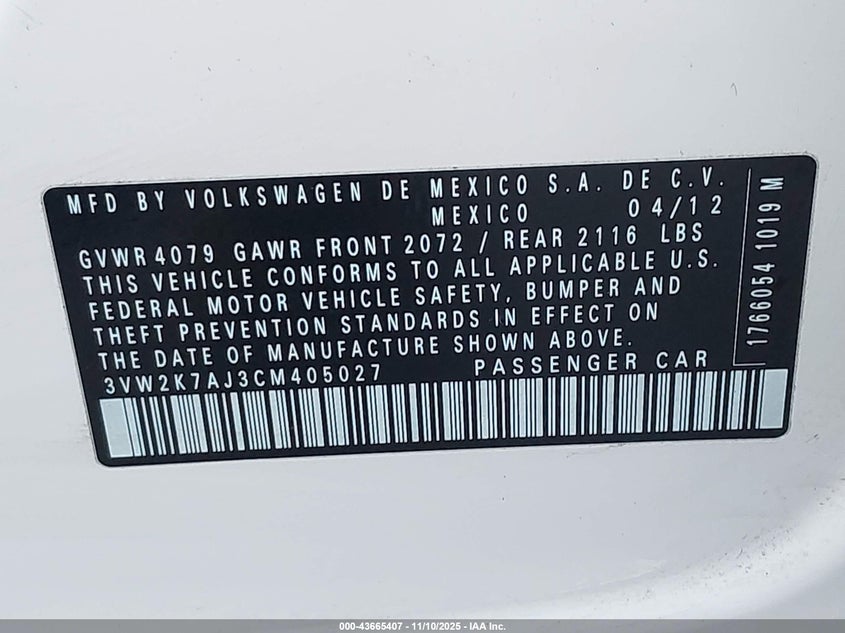 MFD BY VOLKSWAGEN DE MEXICO S.A. DE C.V.
MEXICO 04/12
GVWR 4079 GAWR FRONT 2072 / REAR 2116 LBS
THIS VEHICLE CONFORMS TO ALL APPLICABLE U.S.
FEDERAL MOTOR VEHICLE SAFETY, BUMPER AND
THEFT PREVENTION STANDARDS IN EFFECT ON
THE DATE OF MANUFACTURE SHOWN ABOVE.
3VW2K7AJ3CM405027 PASSENGER CAR
1766054 1019 M
000-43665407 - 11/10/2025 - IAA Inc.